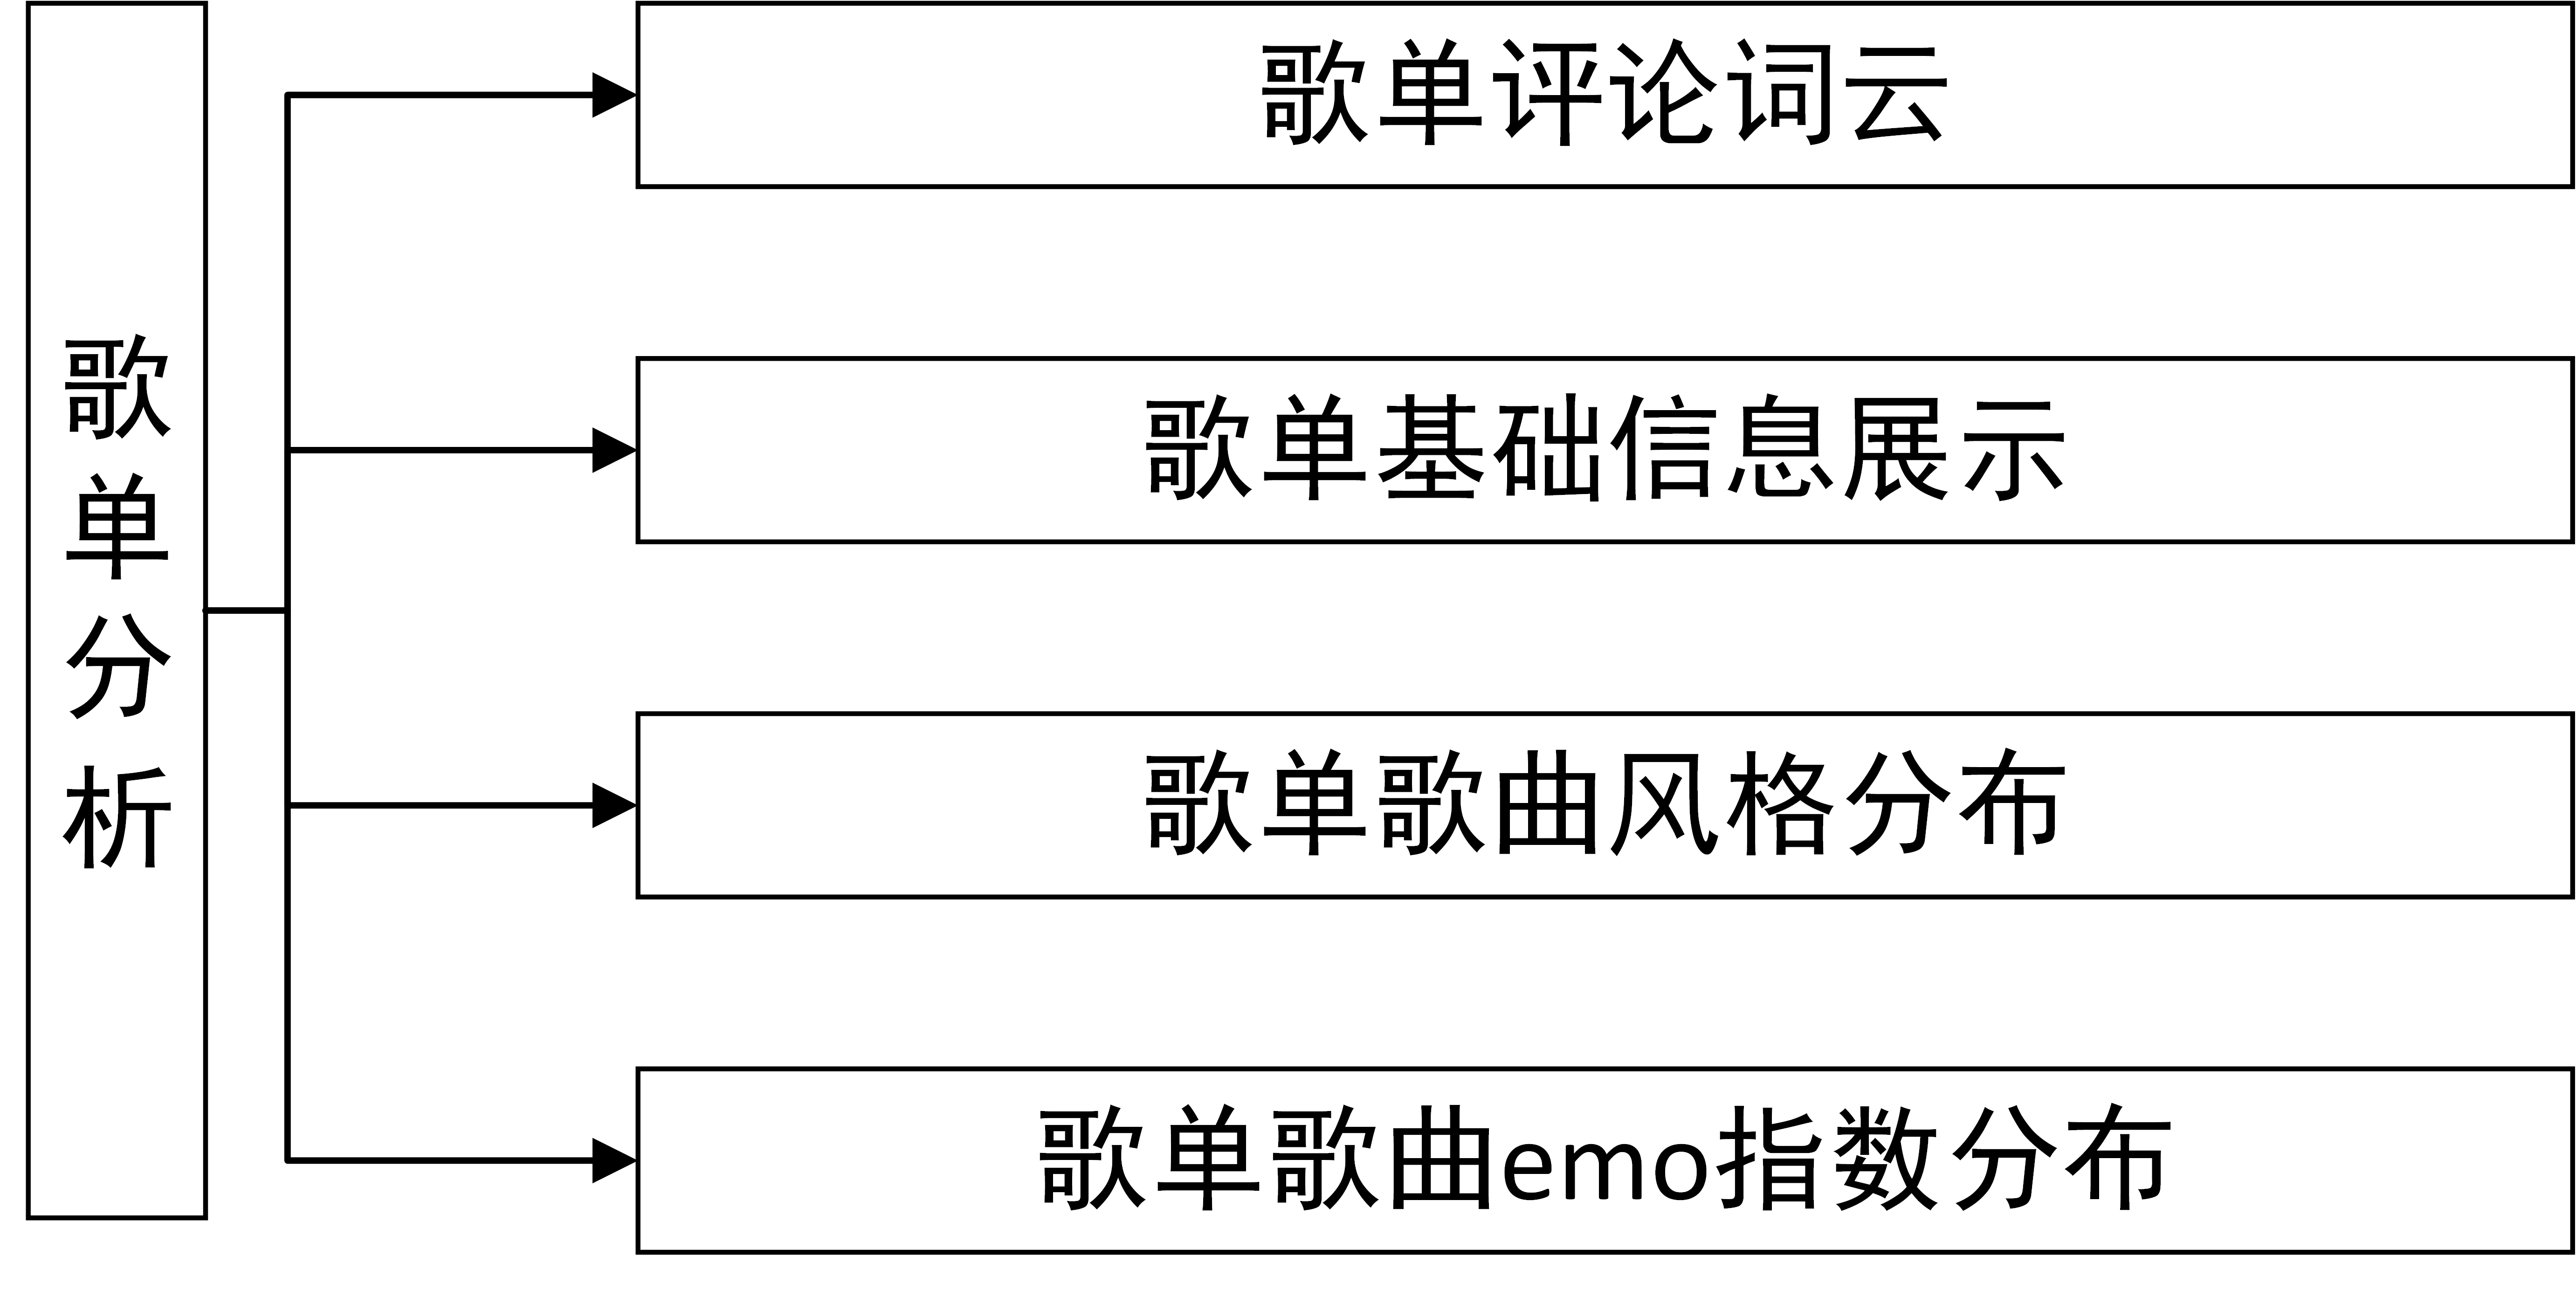 歌单分析
歌单评论词云
歌单基础信息展示
歌单歌曲风格分布
歌单歌曲emo指数分布